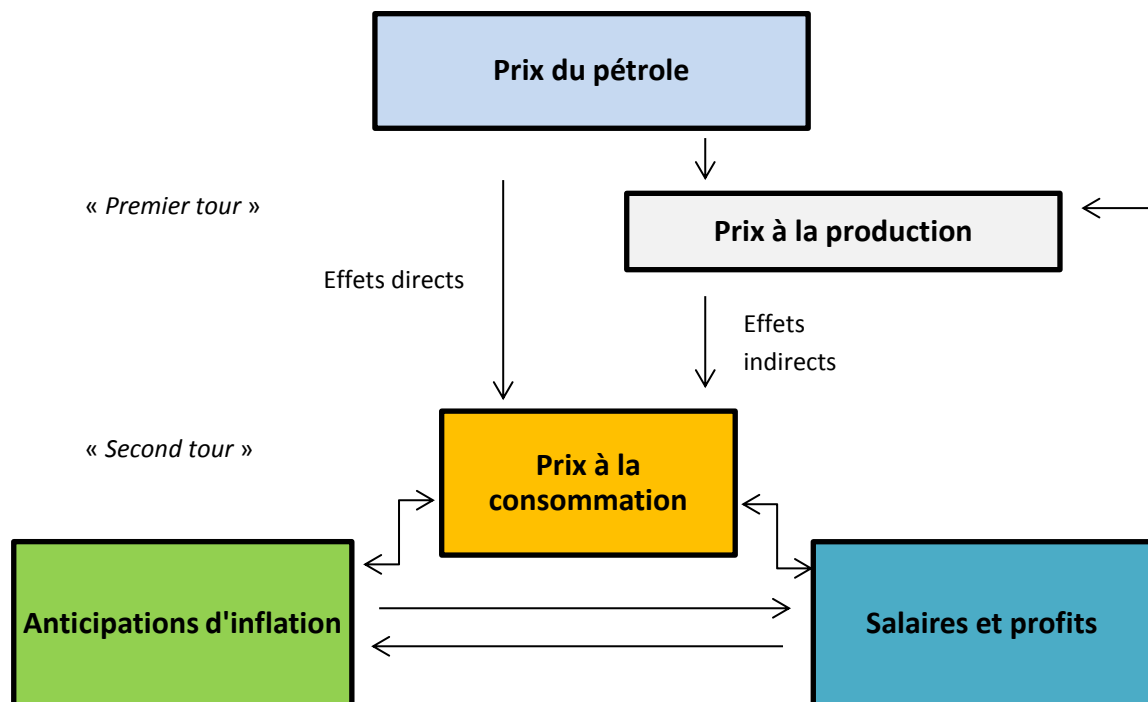 Prix du pétrole
« Premier tour »
Prix à la production
Effets directs
Effets
indirects
« Second tour »
Prix à la
consommation
Anticipations d'inflation
Salaires et profits